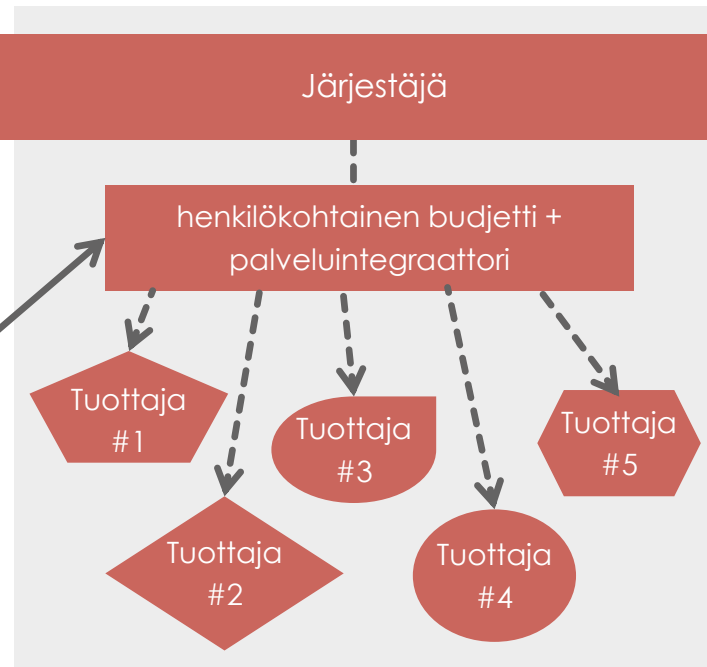 Järjestäjä
henkilökohtainen budjetti +
palveluintegraattori
Tuottaja
#1
Tuottaja
#2
Tuottaja
#3
Tuottaja
#4
Tuottaja
#5